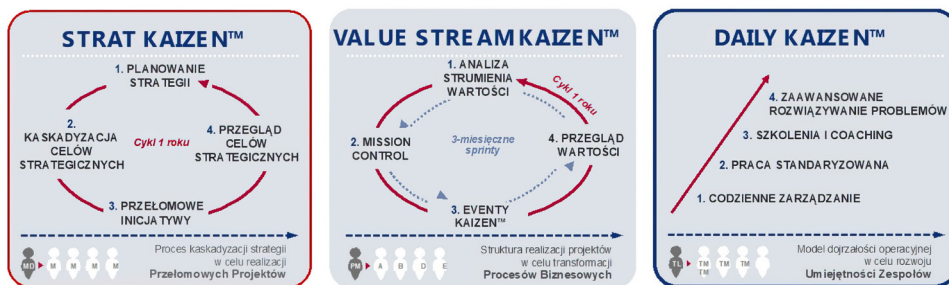 STRAT KAIZEN™
1. PLANOWANIE
STRATEGII
2.
KASKADYZACJA
CELÓW
STRATEGICZNYCH
Cykl 1 roku
4. PRZEGLĄD
CELÓW
STRATEGICZNYCH
3. PRZEŁOMOWE
INICJATYWY
MD M M M M
Proces kaskadyzacji strategii
w celu realizacji
Przełomowych Projektów
VALUE STREAMKAIZEN™
1. ANALIZA
STRUMIENIA
WARTOŚCI
Cykl 1 roku
2. MISSION
CONTROL
3-miesięczne
sprinty
4. PRZEGLĄD
WARTOŚCI
3. EVENTY
KAIZEN™
PM A B D E
Struktura realizacji projektów
w celu transformacji
Procesów Biznesowych
DAILY KAIZEN™
4. ZAAWANSOWANE
ROZWIĄZYWANIE PROBLEMÓW
3. SZKOLENIA I COACHING
2. PRACA STANDARYZOWANA
1. CODZIENNE ZARZĄDZANIE
TL TM TM TM
TM
Model dojrzałości operacyjnej
w celu rozwoju
Umiejętności Zespołów